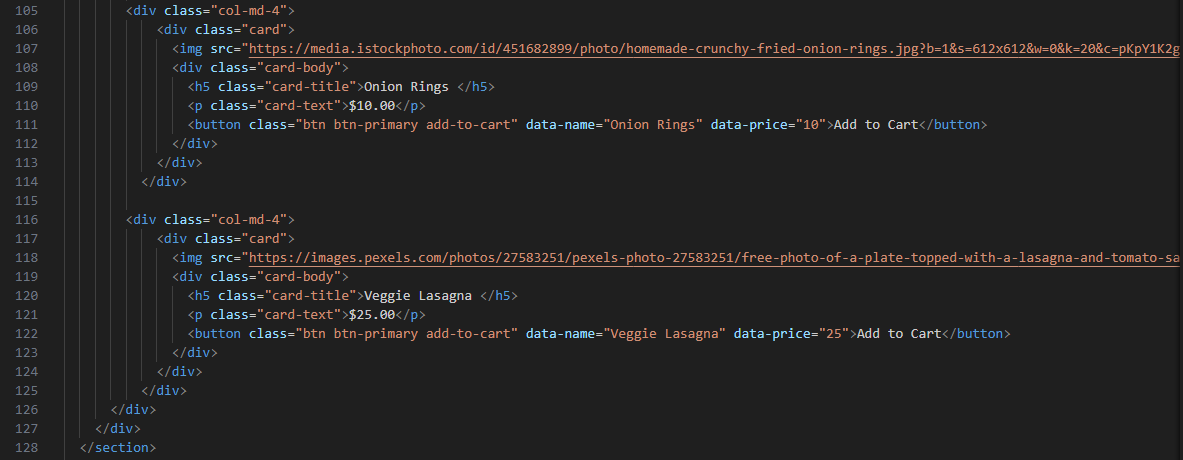 105 <div class="col-md-4">
106 <div class="card">
107 <img src="https://media.istockphoto.com/id/451682899/photo/homemade-crunchy-fried-onion-rings.jpg?b=1&s=612x612&w=0&k=20&c=pKpY1K2g
108 <div class="card-body">
109 <h5 class="card-title">Onion Rings </h5>
110 <p class="card-text">$10.00</p>
111 <button class="btn btn-primary add-to-cart" data-name="Onion Rings" data-price="10">Add to Cart</button>
112 </div>
113 </div>
114 </div>
115
116 <div class="col-md-4">
117 <div class="card">
118 <img src="https://images.pexels.com/photos/27583251/pexels-photo-27583251/free-photo-of-a-plate-topped-with-a-lasagna-and-tomato-sa
119 <div class="card-body">
120 <h5 class="card-title">Veggie Lasagna </h5>
121 <p class="card-text">$25.00</p>
122 <button class="btn btn-primary add-to-cart" data-name="Veggie Lasagna" data-price="25">Add to Cart</button>
123 </div>
124 </div>
125 </div>
126 </div>
127 </div>
128 </section>